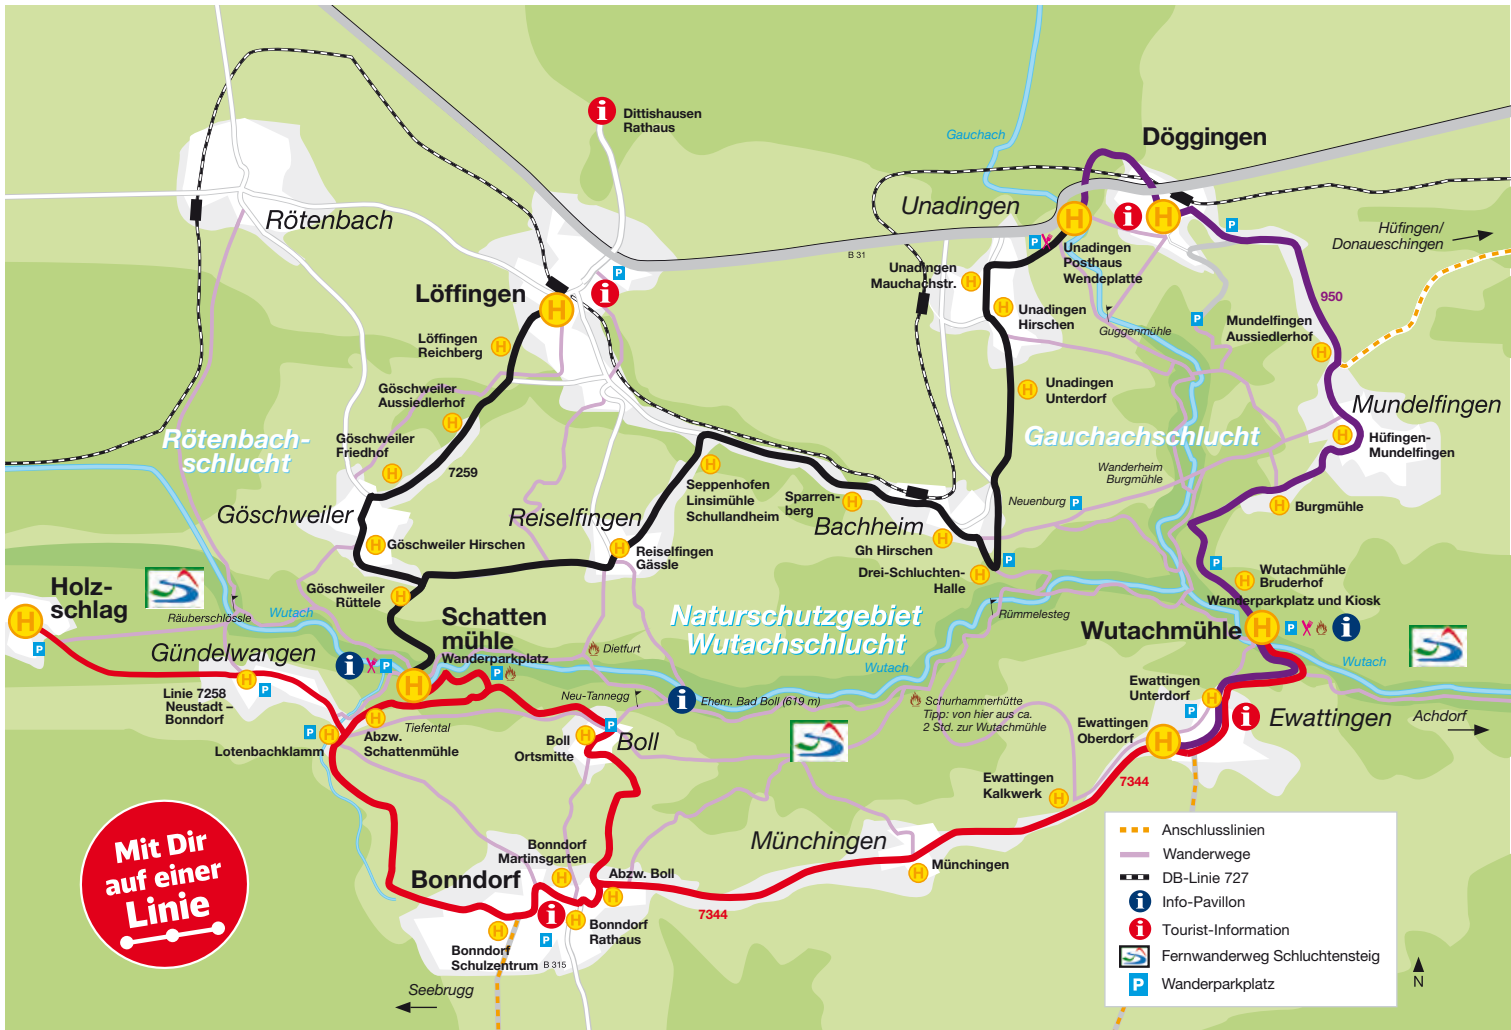 Dittishausen
Rathaus
Gauchach
Döggingen
Rötenbach
Unadingen
Hüfingen/
Donaueschingen
B 31
Unadingen
Posthaus
Wendeplatte
Unadingen
Mauchachstr.
Löffingen
950
Unadingen
Hirschen
Guggenmühle
Mundelfingen
Aussiedlerhof
Löffingen
Reichberg
Göschweiler
Aussiedlerhof
Unadingen
Unterdorf
Mundelfingen
Rötenbach-
schlucht
Göschweiler
Friedhof
Gauchachschlucht
Hüfingen-
Mundelfingen
7259
Wanderheim
Burgmühle
Seppenhofen
Linsimühle
Schullandheim
Sparren-
berg
Neuenburg
Burgmühle
Göschweiler
Reiselfingen
Bachheim
Göschweiler Hirschen
Reiselfingen
Gässle
Gh Hirschen
Drei-Schluchten-
Halle
Wutachmühle
Bruderhof
Holz-
schlag
Göschweiler
Rüttele
Wanderparkplatz und Kiosk
Räuberschlössle
Wutach
Schatten
mühle
Wanderparkplatz
Naturschutzgebiet
Wutachschlucht
Rümmelesteg
Wutachmühle
Gündelwangen
Dietfurt
Wutach
Wutach
Linie 7258
Neustadt –
Bonndorf
Neu-Tannegg
Ehem. Bad Boll (619 m)
Schurhammerhütte
Tipp: von hier aus ca.
2 Std. zur Wutachmühle
Ewattingen
Unterdorf
Ewattingen
Achdorf
Ewattingen
Oberdorf
Lotenbachklamm
Tiefental
Abzw.
Schattenmühle
Boll
Ortsmitte
Boll
Ewattingen
Kalkwerk
7344
Mit Dir
auf einer
Linie
Münchingen
Münchingen
Bonndorf
Martinsgarten
Bonndorf
Abzw. Boll
7344
Bonndorf
Rathaus
Bonndorf
Schulzentrum
B 315
Seebrugg
Anschlusslinien
Wanderwege
DB-Linie 727
Info-Pavillon
Tourist-Information
Fernwanderweg Schluchtensteig
P Wanderparkplatz
N